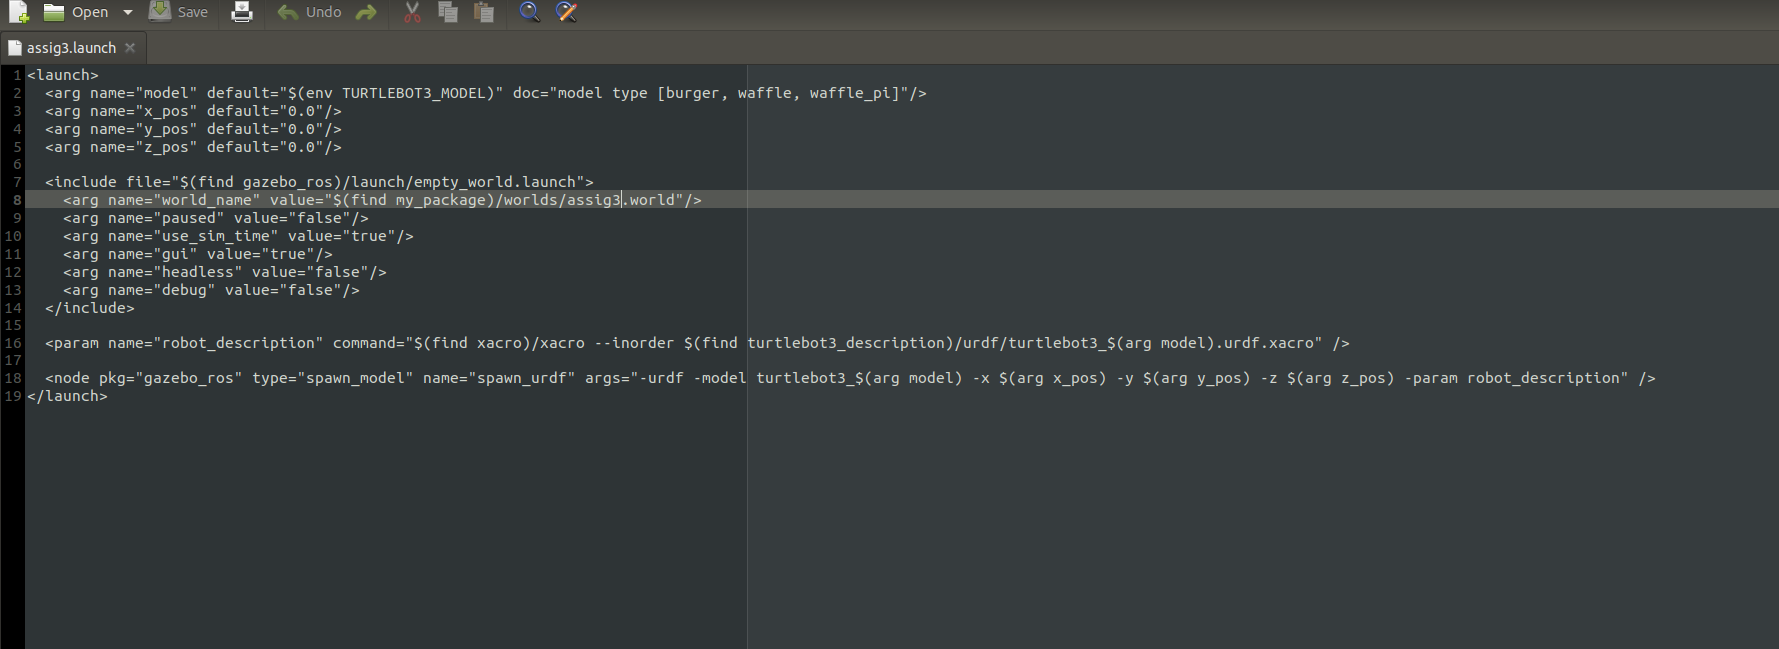 Open Save Undo
assig3.launch
1 <launch>
2   <arg name="model" default="$(env TURTLEBOT3_MODEL)" doc="model type [burger, waffle, waffle_pi]"/>
3   <arg name="x_pos" default="0.0"/>
4   <arg name="y_pos" default="0.0"/>
5   <arg name="z_pos" default="0.0"/>
6
7   <include file="$(find gazebo_ros)/launch/empty_world.launch">
8     <arg name="world_name" value="$(find my_package)/worlds/assig3.world"/>
9     <arg name="paused" value="false"/>
10     <arg name="use_sim_time" value="true"/>
11     <arg name="gui" value="true"/>
12     <arg name="headless" value="false"/>
13     <arg name="debug" value="false"/>
14   </include>
15
16   <param name="robot_description" command="$(find xacro)/xacro --inorder $(find turtlebot3_description)/urdf/turtlebot3_$(arg model).urdf.xacro" />
17
18   <node pkg="gazebo_ros" type="spawn_model" name="spawn_urdf" args="-urdf -model turtlebot3_$(arg model) -x $(arg x_pos) -y $(arg y_pos) -z $(arg z_pos) -param robot_description" />
19 </launch>